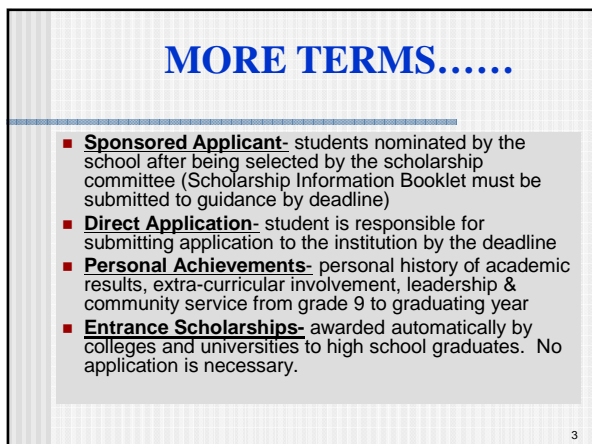 MORE TERMS……
Sponsored Applicant- students nominated by the
school after being selected by the scholarship
committee (Scholarship Information Booklet must be
submitted to guidance by deadline)
Direct Application- student is responsible for
submitting application to the institution by the deadline
Personal Achievements- personal history of academic
results, extra-curricular involvement, leadership &
community service from grade 9 to graduating year
Entrance Scholarships- awarded automatically by
colleges and universities to high school graduates.  No
application is necessary.
3